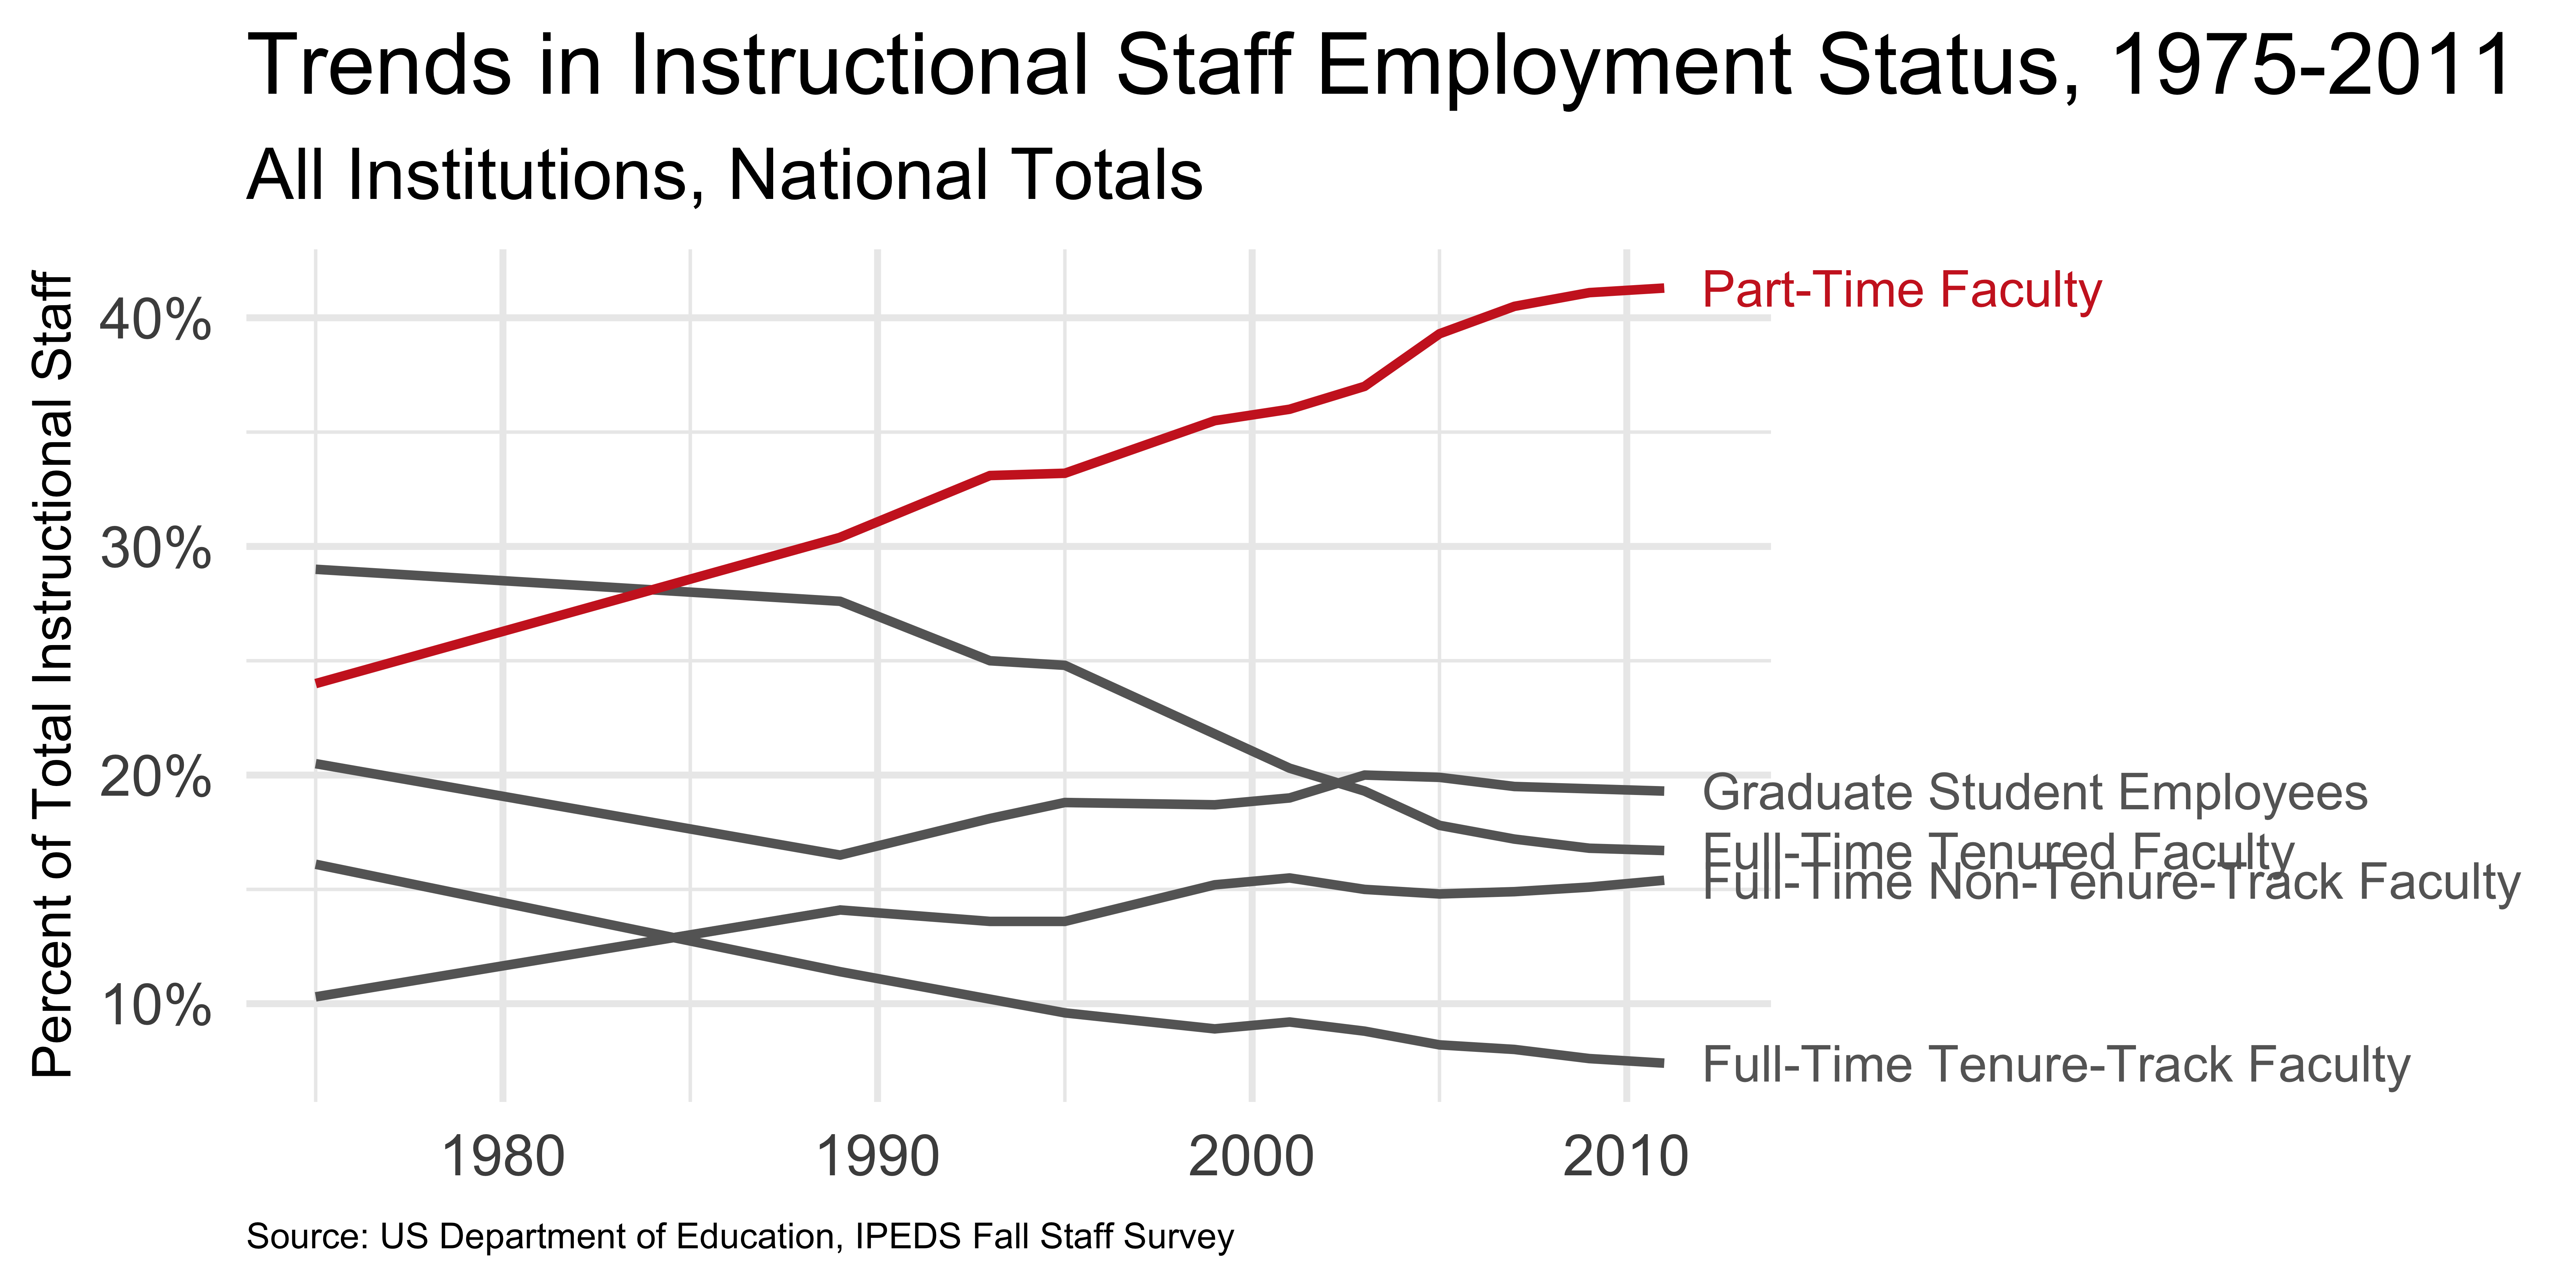 Trends in Instructional Staff Employment Status, 1975-2011
All Institutions, National Totals
Percent of Total Instructional Staff
40%
30%
20%
10%
Part-Time Faculty
Graduate Student Employees
Full-Time Tenured Faculty
Full-Time Non-Tenure-Track Faculty
Full-Time Tenure-Track Faculty
1980 1990 2000 2010
Source: US Department of Education, IPEDS Fall Staff Survey